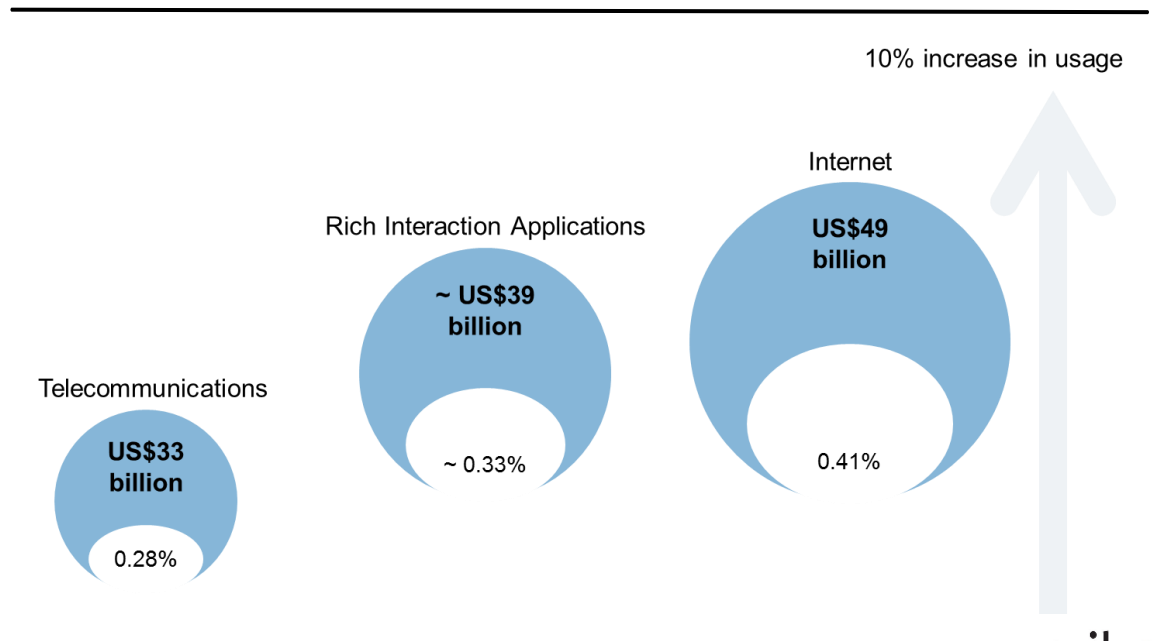 10% increase in usage
Internet
US$49
billion
0.41%
Rich Interaction Applications
~ US$39
billion
~ 0.33%
Telecommunications
US$33
billion
0.28%